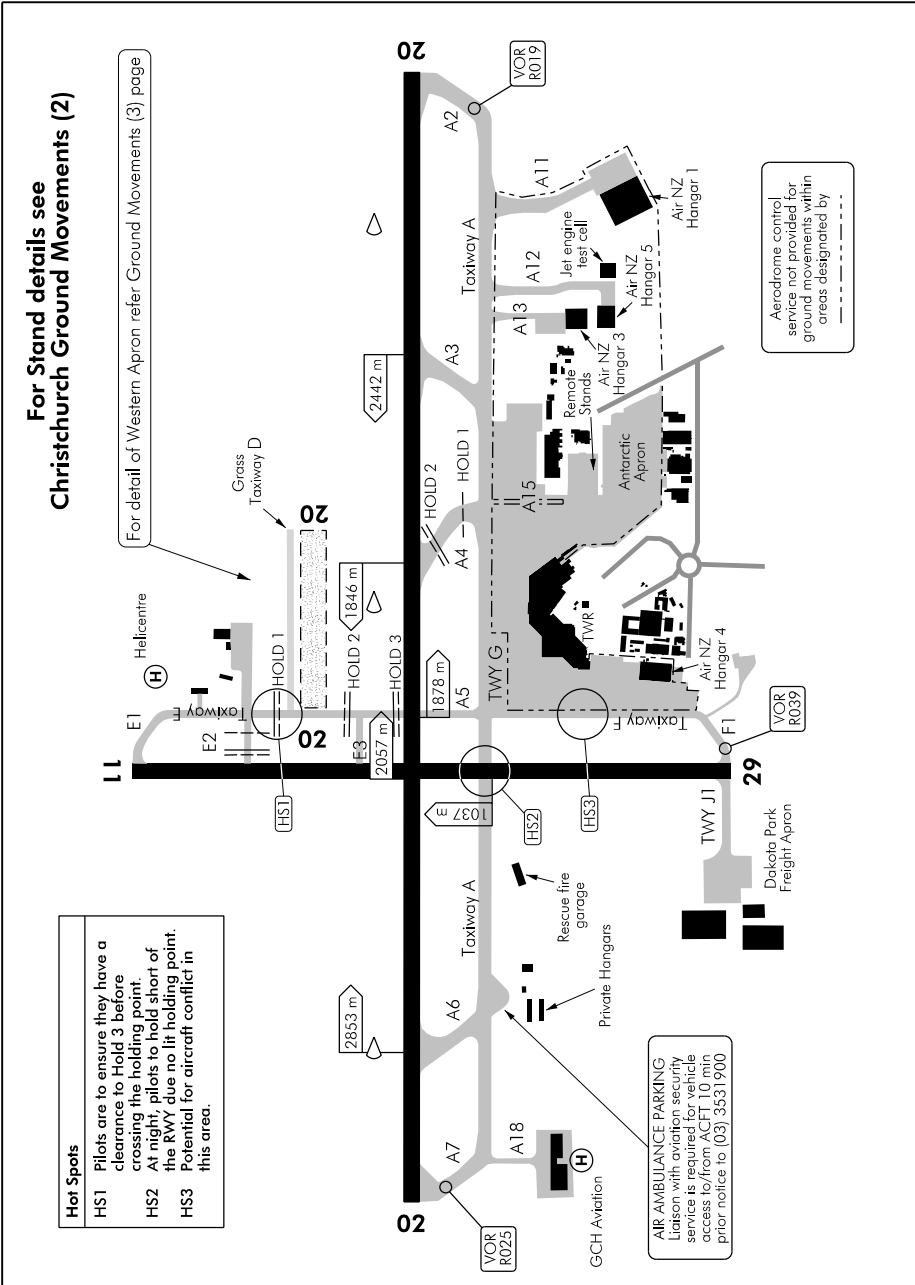 For Stand details see
Christchurch Ground Movements (2)
For detail of Western Apron refer Ground Movements (3) page
Hot Spots
HS1 Pilots are to ensure they have a
clearance to Hold 3 before
crossing the holding point.
HS2 At night, pilots to hold short of
the RWY due no lit holding point.
HS3 Potential for aircraft conflict in
this area.
Helicentre
H
Grass
Taxiway D
E1
11
Taxiway E
E2
HOLD 1
HS1
20
02
HOLD 2
E3
HOLD 3
1846 m
2442 m
2057 m
2853 m
1878 m
1037 m
20
02
VOR
R019
VOR
R025
A2
A3
HOLD 2
HOLD 1
A4
A5
A6
A7
Taxiway A
Taxiway A
TWY G
HS2
A11
A12
A13
A15
A18
Air NZ
Hangar 1
Jet engine
test cell
Air NZ
Hangar 5
Air NZ
Hangar 3
Remote
Stands
Antarctic
Apron
TWR
Air NZ
Hangar 4
HS3
Taxiway F
F1
VOR
R039
29
TWY J1
Dakota Park
Freight Apron
Rescue fire
garage
Private Hangars
GCH Aviation
H
AIR AMBULANCE PARKING
Liaison with aviation security
service is required for vehicle
access to/from ACFT 10 min
prior notice to (03) 3531900
Aerodrome control
service not provided for
ground movements within
areas designated by